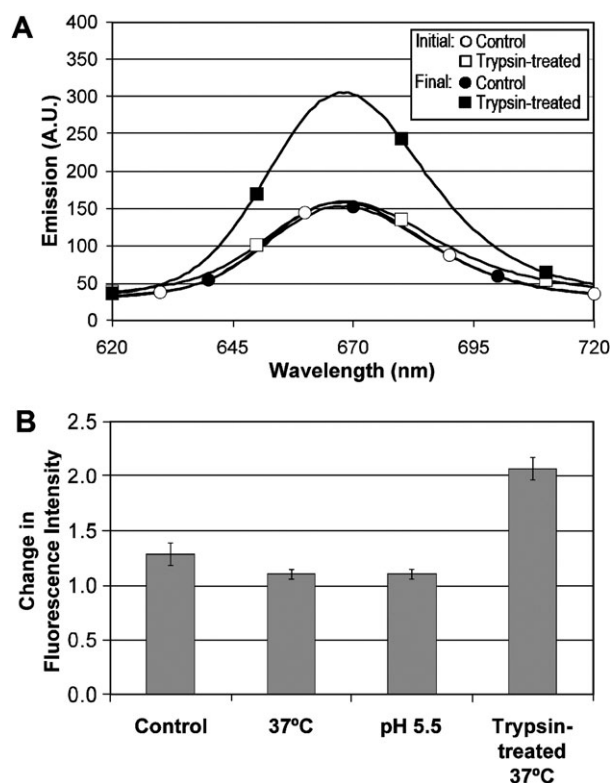 A
Emission (A.U.)
400
350
300
250
200
150
100
50
0
Initial: Control
Trypsin-treated
Final: Control
Trypsin-treated
620 645 670 695 720
Wavelength (nm)
B
Change in
Fluorescence Intensity
2.5
2.0
1.5
1.0
0.5
0.0
Control 37ºC pH 5.5 Trypsin-
treated
37ºC